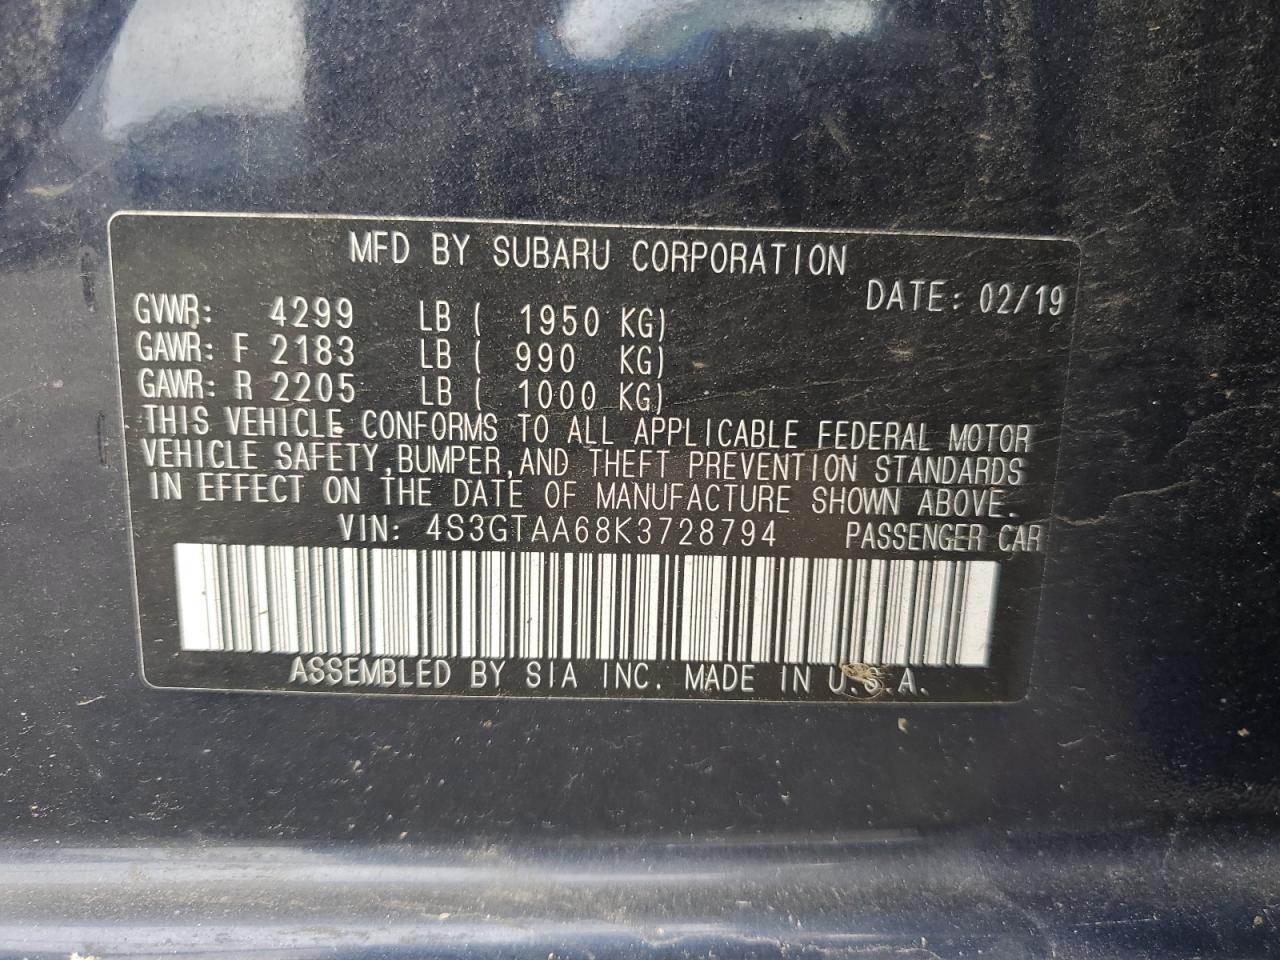 MFD BY SUBARU CORPORATION
DATE: 02/19
GVWR: 4299 LB ( 1950 KG)
GAWR: F 2183 LB ( 990 KG)
GAWR: R 2205 LB ( 1000 KG)
THIS VEHICLE CONFORMS TO ALL APPLICABLE FEDERAL MOTOR
VEHICLE SAFETY, BUMPER, AND THEFT PREVENTION STANDARDS
IN EFFECT ON THE DATE OF MANUFACTURE SHOWN ABOVE.
VIN: 4S3GTAA68K3728794 PASSENGER CAR
ASSEMBLED BY SIA INC. MADE IN U.S.A.